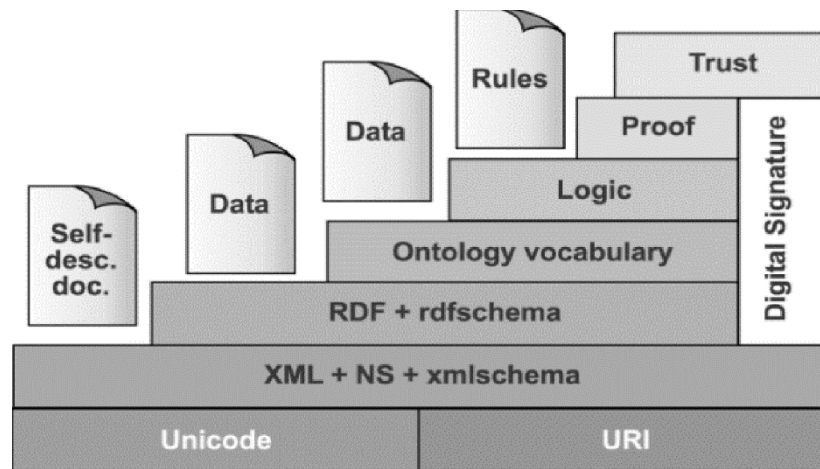 Rules
Trust
Data
Proof
Data
Logic
Self-
desc.
doc.
Ontology vocabulary
Digital Signature
RDF + rdfschema
XML + NS + xmlschema
Unicode
URI